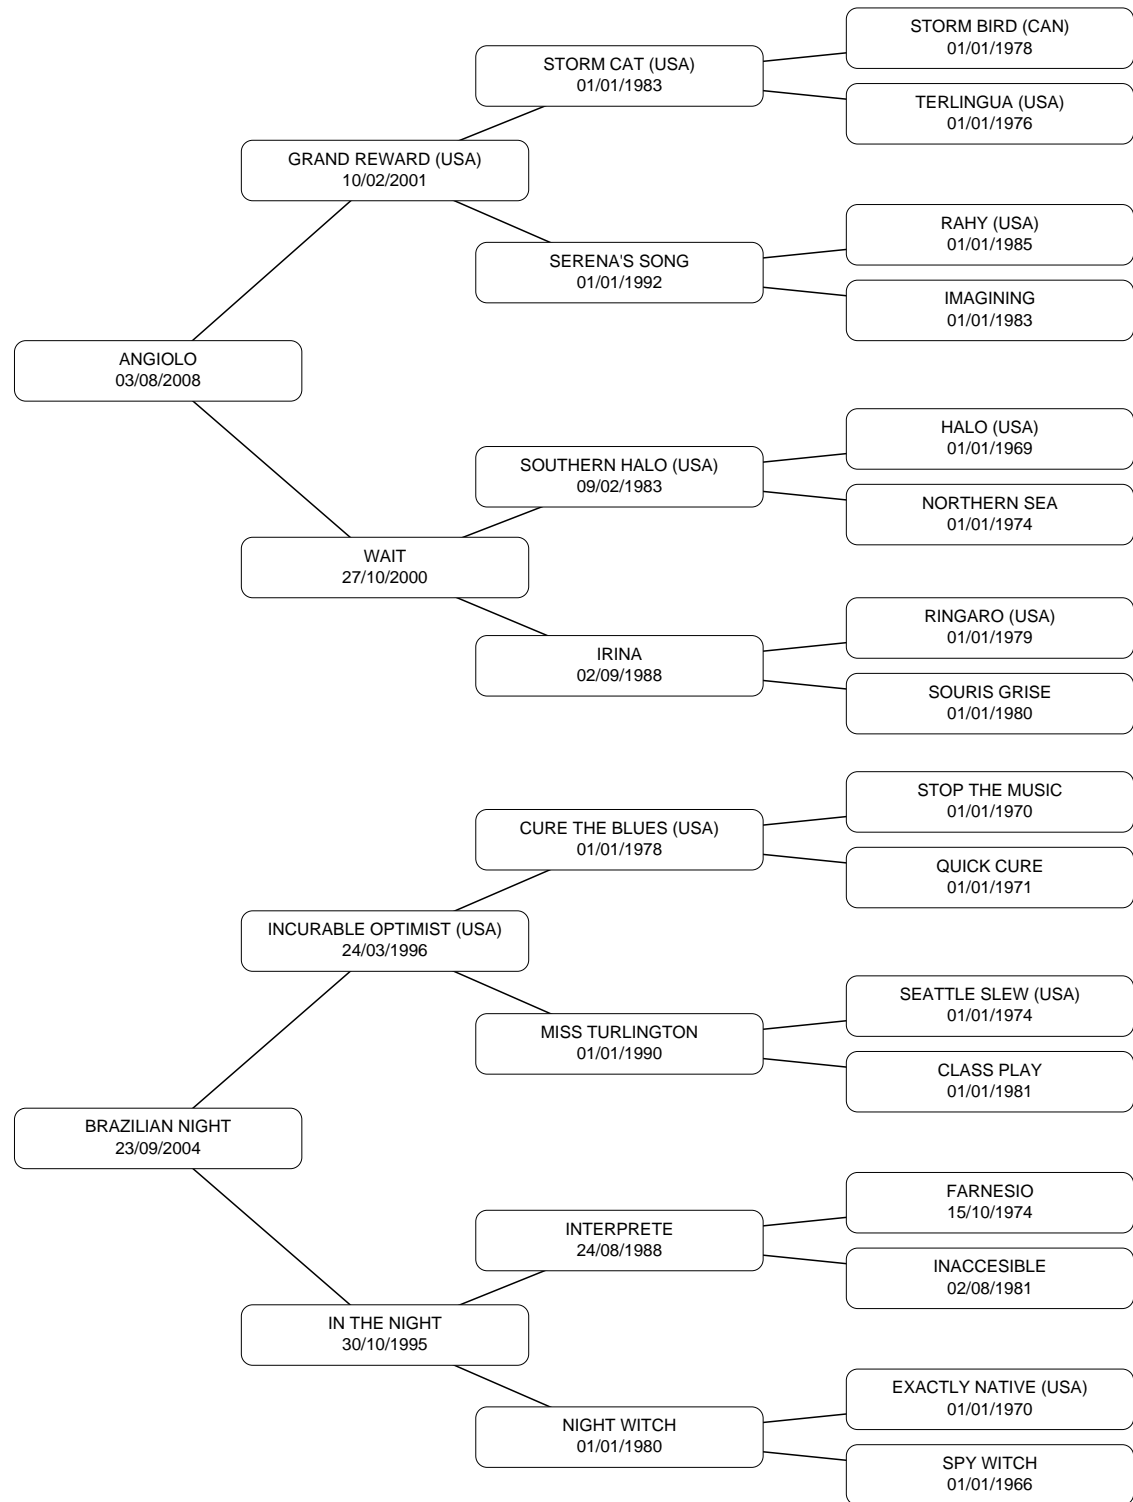 STORM BIRD (CAN)
01/01/1978
STORM CAT (USA)
01/01/1983
TERLINGUA (USA)
01/01/1976
GRAND REWARD (USA)
10/02/2001
RAHY (USA)
01/01/1985
SERENA'S SONG
01/01/1992
IMAGINING
01/01/1983
ANGIOLO
03/08/2008
HALO (USA)
01/01/1969
SOUTHERN HALO (USA)
09/02/1983
NORTHERN SEA
01/01/1974
WAIT
27/10/2000
RINGARO (USA)
01/01/1979
IRINA
02/09/1988
SOURIS GRISE
01/01/1980
STOP THE MUSIC
01/01/1970
CURE THE BLUES (USA)
01/01/1978
QUICK CURE
01/01/1971
INCURABLE OPTIMIST (USA)
24/03/1996
SEATTLE SLEW (USA)
01/01/1974
MISS TURLINGTON
01/01/1990
CLASS PLAY
01/01/1981
BRAZILIAN NIGHT
23/09/2004
FARNESIO
15/10/1974
INTERPRETE
24/08/1988
INACCESIBLE
02/08/1981
IN THE NIGHT
30/10/1995
EXACTLY NATIVE (USA)
01/01/1970
NIGHT WITCH
01/01/1980
SPY WITCH
01/01/1966